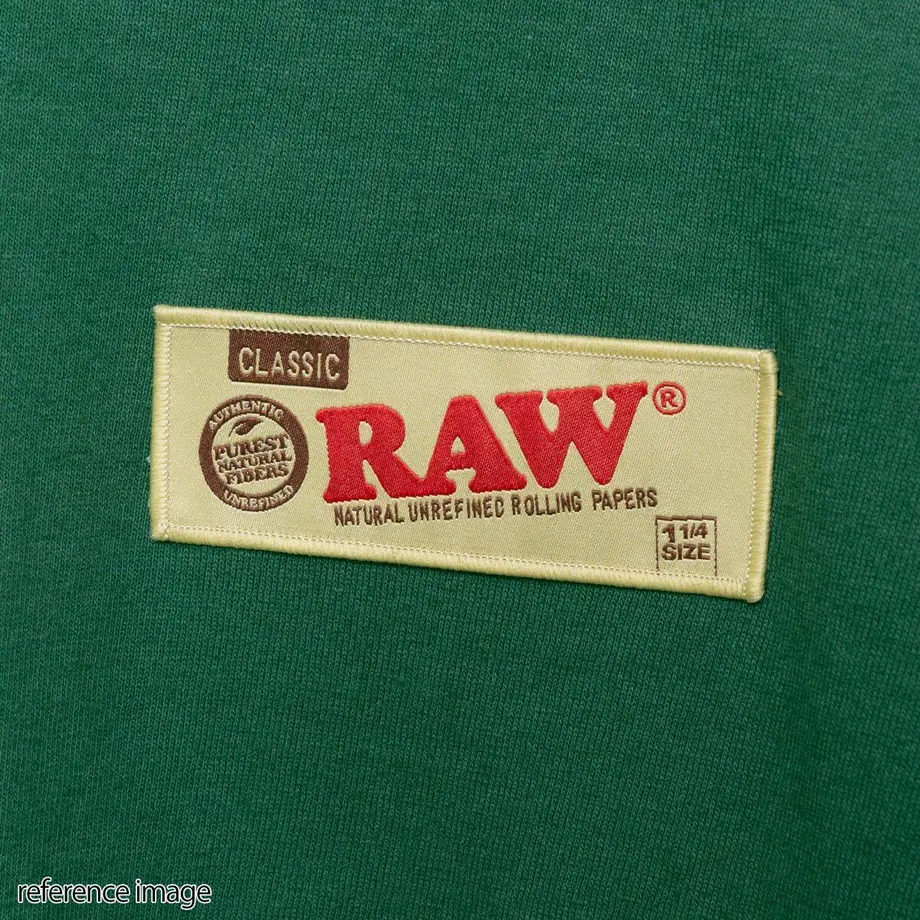 CLASSIC
AUTHENTIC
PUREST
NATURAL
FIBERS
UNREFINED
RAW®
NATURAL UNREFINED ROLLING PAPERS
1 1/4
SIZE
reference image